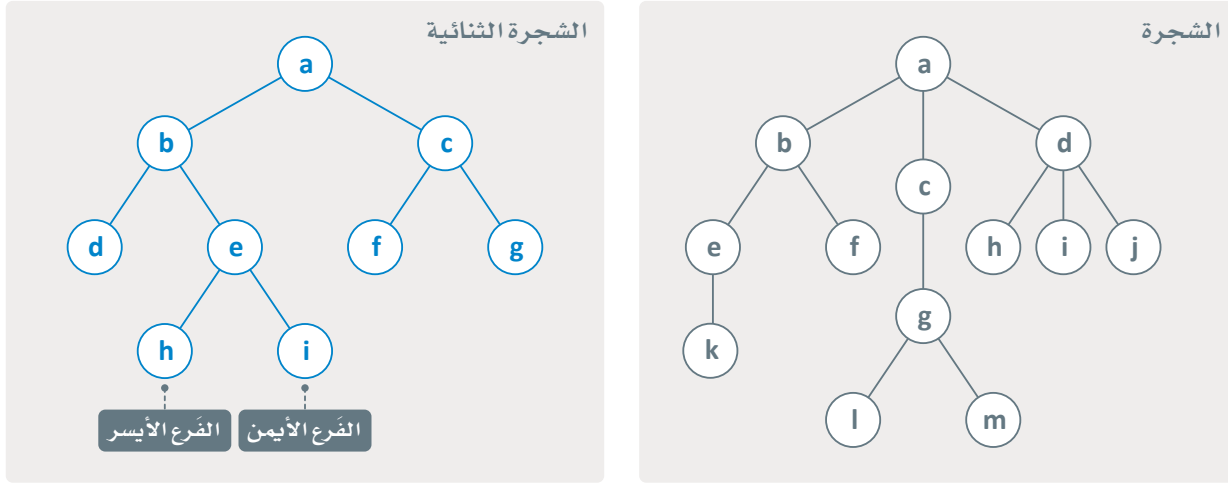 الشجرة
a
b
d
c
e
f
h
i
j
g
k
l
m
الشجرة الثنائية
a
b
c
d
e
f
g
h
i
الفَرع الأيسر
الفَرع الأيمن